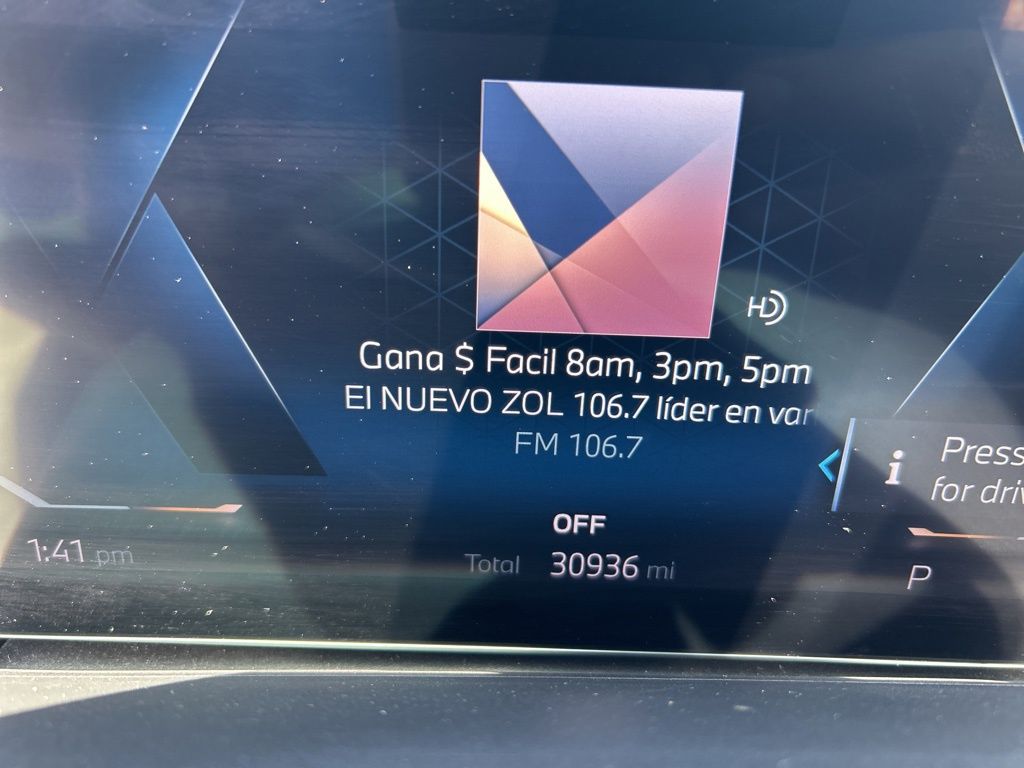 HD
Gana $ Facil 8am, 3pm, 5pm
El NUEVO ZOL 106.7 líder en var
FM 106.7
i Press
for driv
OFF
1:41 pm
Total 30936 mi
P